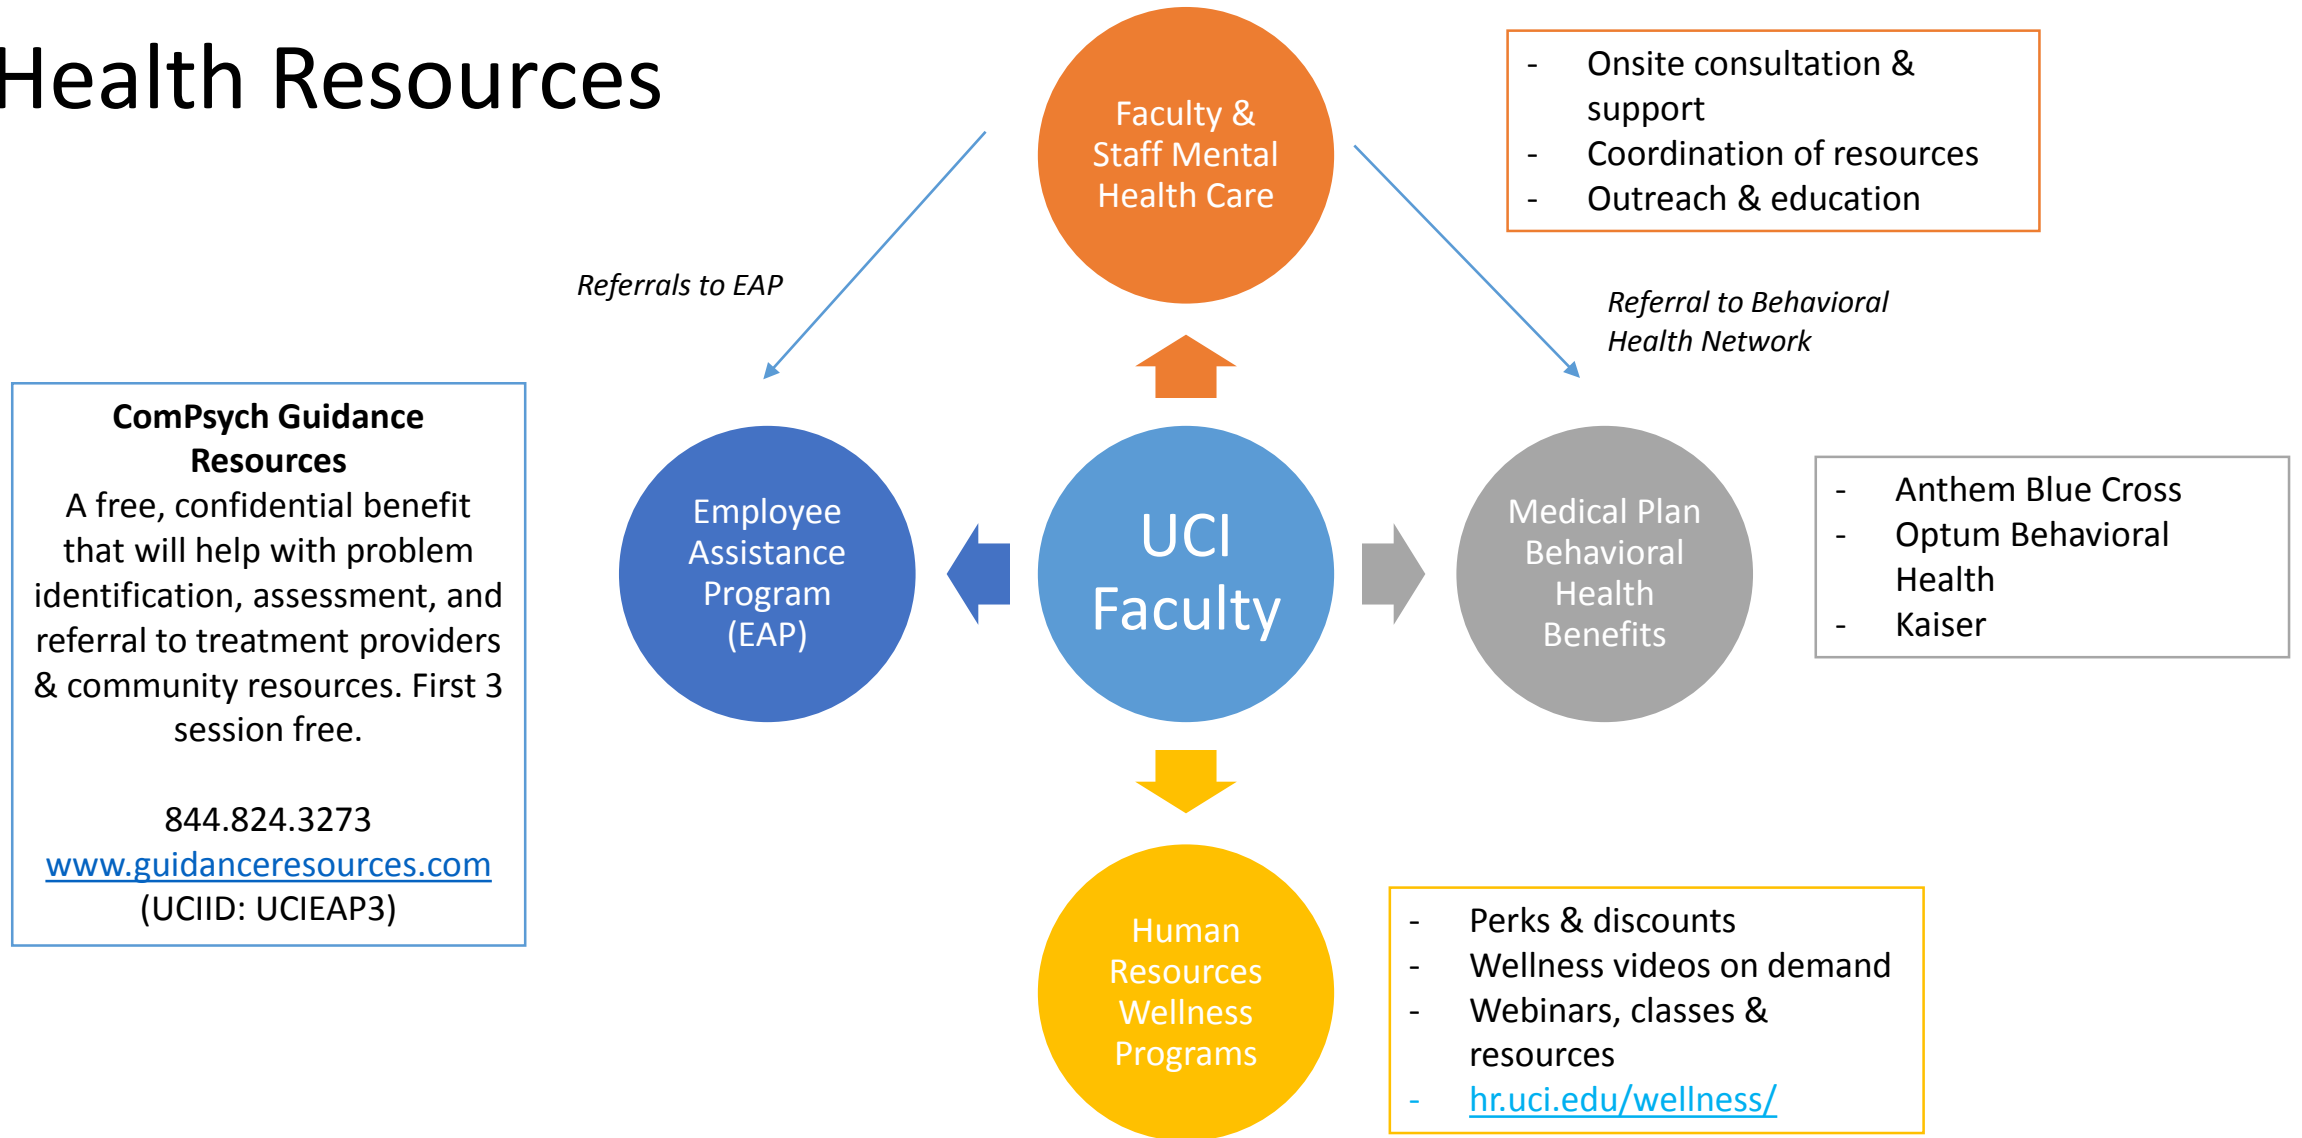 Health Resources
Faculty &
Staff Mental
Health Care
- Onsite consultation &
support
- Coordination of resources
- Outreach & education
Referrals to EAP
Referral to Behavioral
Health Network
ComPsych Guidance
Resources
A free, confidential benefit
that will help with problem
identification, assessment, and
referral to treatment providers
& community resources. First 3
session free.
844.824.3273
www.guidanceresources.com
(UCIID: UCIEAP3)
Employee
Assistance
Program
(EAP)
UCI
Faculty
Medical Plan
Behavioral
Health
Benefits
- Anthem Blue Cross
- Optum Behavioral
Health
- Kaiser
Human
Resources
Wellness
Programs
- Perks & discounts
- Wellness videos on demand
- Webinars, classes &
resources
- hr.uci.edu/wellness/